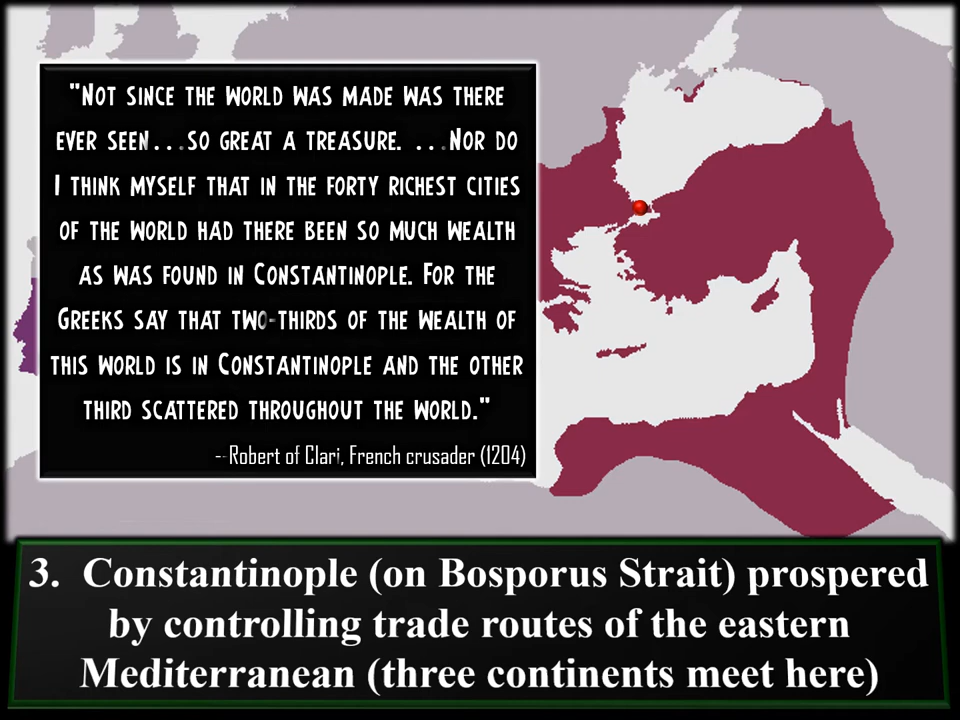 "Not since the world was made was there
ever seen...so great a treasure. ...Nor do
I think myself that in the forty richest cities
of the world had there been so much wealth
as was found in Constantinople. For the
Greeks say that two-thirds of the wealth of
this world is in Constantinople and the other
third scattered throughout the world."
--Robert of Clari, French crusader (1204)
3. Constantinople (on Bosporus Strait) prospered
by controlling trade routes of the eastern
Mediterranean (three continents meet here)